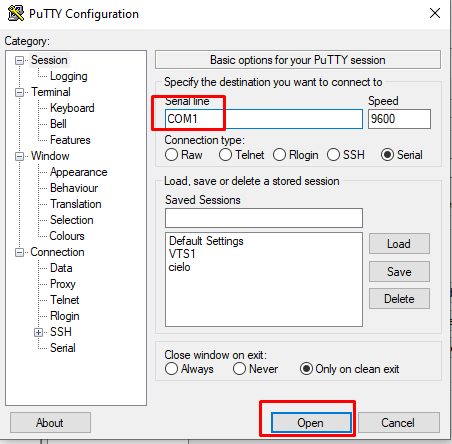 PuTTY Configuration
Category:
Session
Logging
Terminal
Keyboard
Bell
Features
Window
Appearance
Behaviour
Translation
Selection
Colours
Connection
Data
Proxy
Telnet
Rlogin
SSH
Serial
Basic options for your PuTTY session
Specify the destination you want to connect to
Serial line Speed
COM1 9600
Connection type:
Raw Telnet Rlogin SSH Serial
Load, save or delete a stored session
Saved Sessions
Default Settings
VTS1
cielo
Load
Save
Delete
Close window on exit:
Always Never Only on clean exit
About Open Cancel